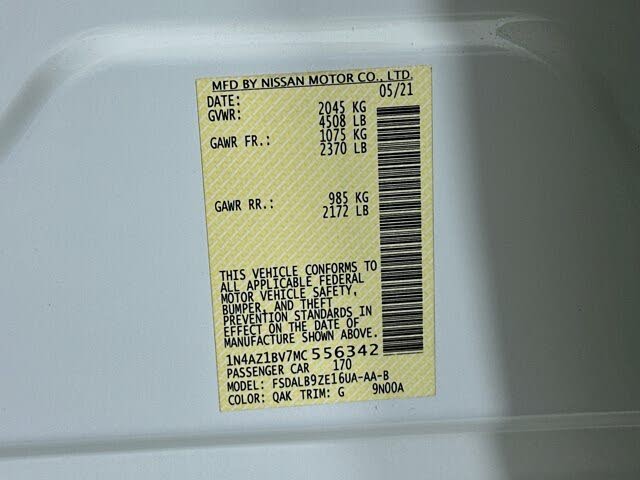 MFD BY NISSAN MOTOR CO., LTD.
DATE: 05/21
GVWR: 2045 KG
4508 LB
GAWR FR.: 1075 KG
2370 LB
GAWR RR.: 985 KG
2172 LB
THIS VEHICLE CONFORMS TO
ALL APPLICABLE FEDERAL
MOTOR VEHICLE SAFETY,
BUMPER, AND THEFT
PREVENTION STANDARDS IN
EFFECT ON THE DATE OF
MANUFACTURE SHOWN ABOVE.
1N4AZ1BV7MC556342
PASSENGER CAR 170
MODEL: FSDALB9ZE16UA-AA-B
COLOR: QAK TRIM: G 9N00A